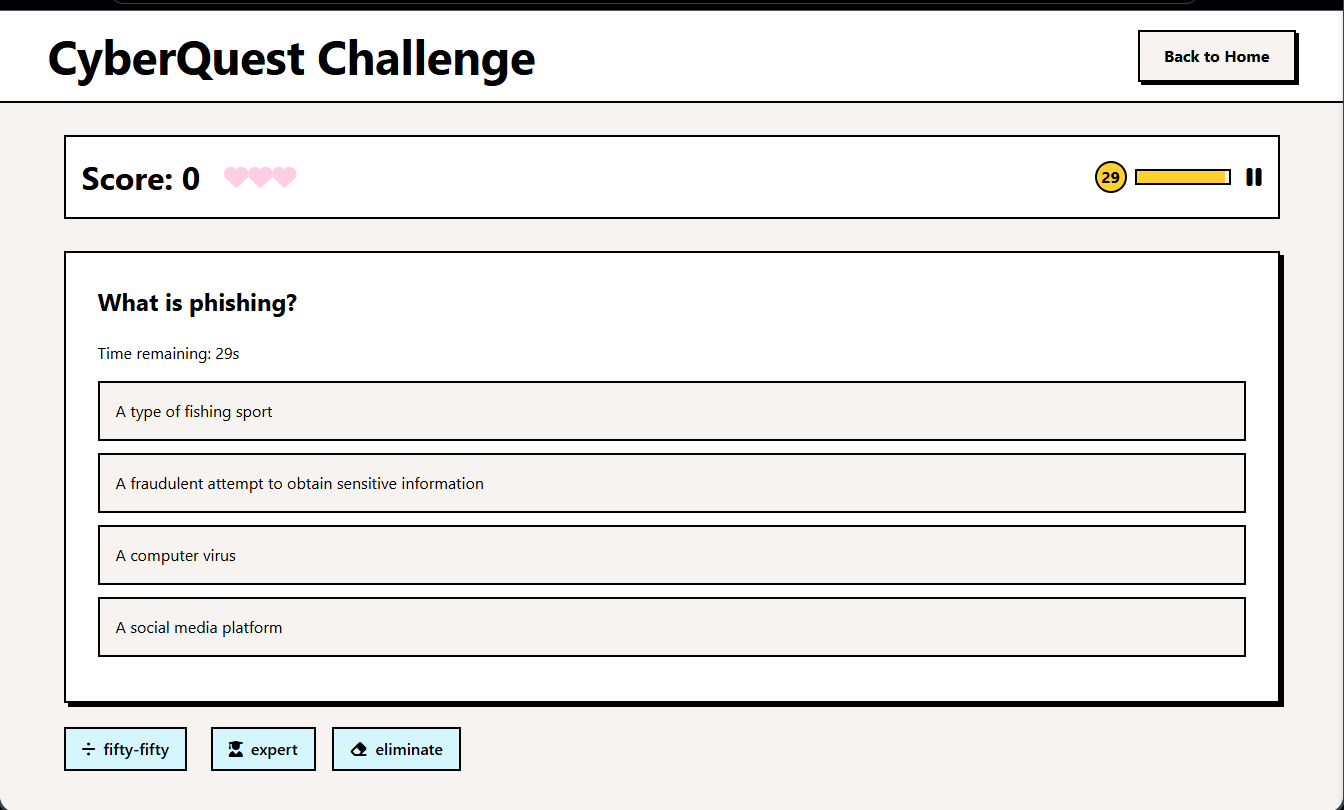 CyberQuest Challenge
Back to Home
Score: 0
29
What is phishing?
Time remaining: 29s
A type of fishing sport
A fraudulent attempt to obtain sensitive information
A computer virus
A social media platform
fifty-fifty
expert
eliminate